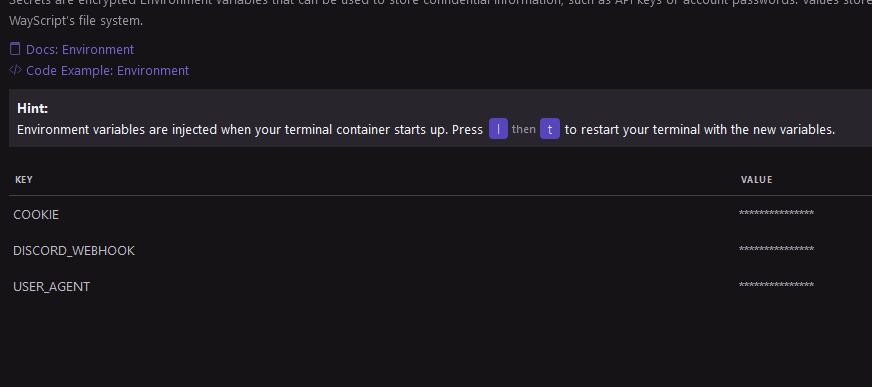 Secrets are encrypted Environment variables that can be used to store confidential information, such as API keys or account passwords. Values store
WayScript's file system.
Docs: Environment
</> Code Example: Environment
Hint:
Environment variables are injected when your terminal container starts up. Press l then t to restart your terminal with the new variables.
KEY VALUE
COOKIE ***************
DISCORD_WEBHOOK ***************
USER_AGENT ***************